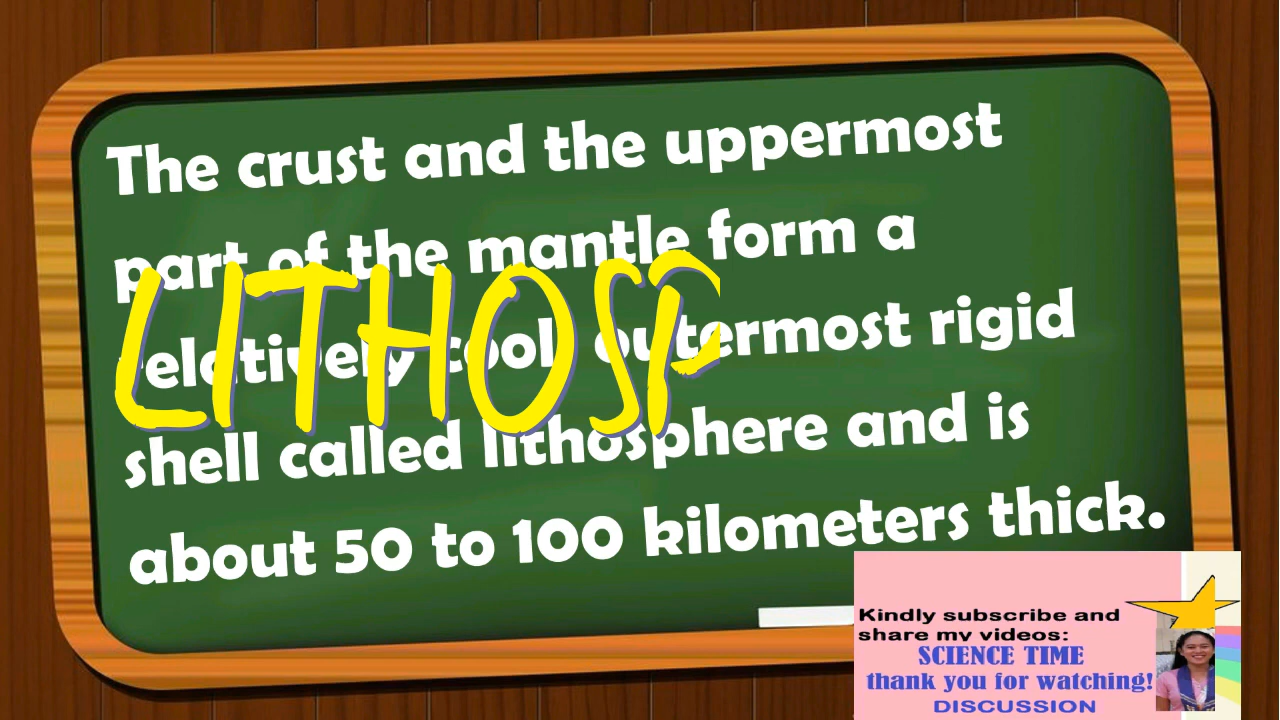 The crust and the uppermost
part of the mantle form a
relatively cool, outermost rigid
shell called lithosphere and is
about 50 to 100 kilometers thick.
LITHOSP
Kindly subscribe and
share my videos:
SCIENCE TIME
thank you for watching!
DISCUSSION